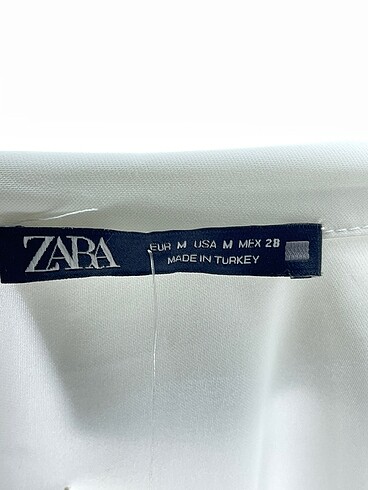 ZARA
EUR M USA M MEX 28
MADE IN TURKEY